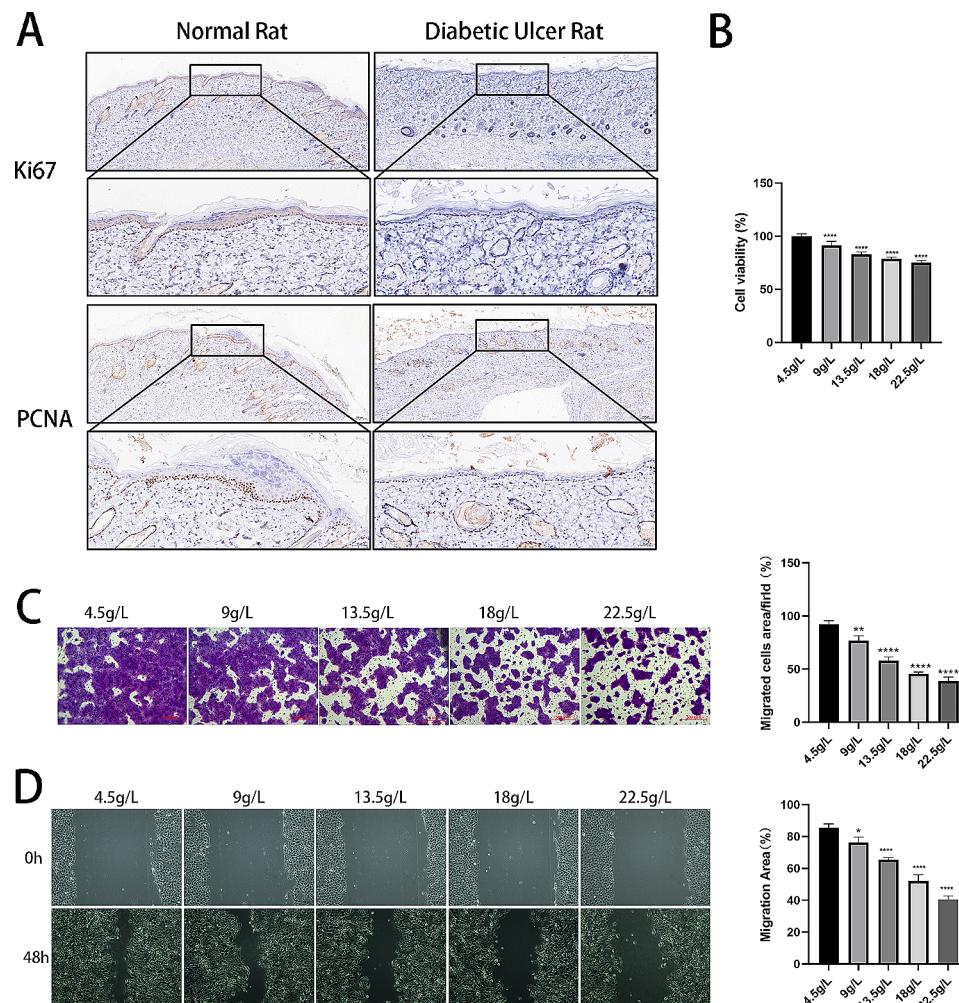 A
Normal Rat
Diabetic Ulcer Rat
B
Ki67
PCNA
Cell viability (%)
150
100
50
0
4.5g/L
9g/L
13.5g/L
18g/L
22.5g/L
****
****
****
****
C
4.5g/L
9g/L
13.5g/L
18g/L
22.5g/L
Migrated cells area/firld (%)
150
100
50
0
4.5g/L
9g/L
13.5g/L
18g/L
22.5g/L
**
****
****
****
D
4.5g/L
9g/L
13.5g/L
18g/L
22.5g/L
0h
48h
Migration Area(%)
100
80
60
40
20
0
4.5g/L
9g/L
13.5g/L
18g/L
22.5g/L
*
****
****
****